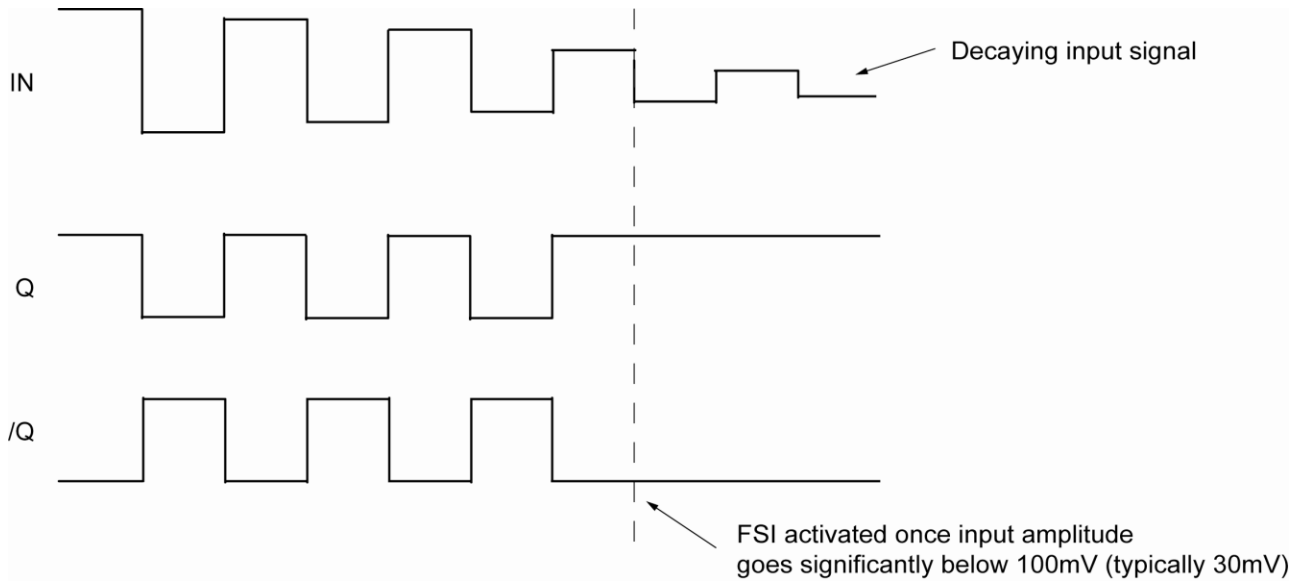 IN
Decaying input signal
Q
/Q
FSI activated once input amplitude
goes significantly below 100mV (typically 30mV)